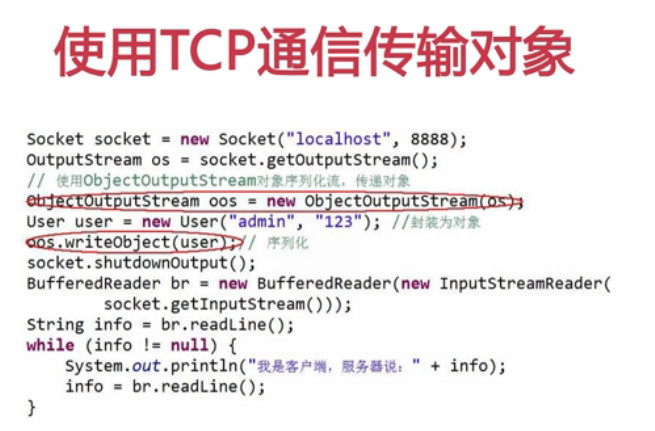 使用TCP通信传输对象
Socket socket = new Socket("localhost", 8888);
OutputStream os = socket.getOutputStream();
// 使用ObjectOutputStream对象序列化流，传递对象
ObjectOutputStream oos = new ObjectOutputStream(os);
User user = new User("admin", "123"); //封装为对象
oos.writeObject(user);// 序列化
socket.shutdownOutput();
BufferedReader br = new BufferedReader(new InputStreamReader(
socket.getInputStream()));
String info = br.readLine();
while (info != null) {
System.out.println("我是客户端，服务器说：" + info);
info = br.readLine();
}